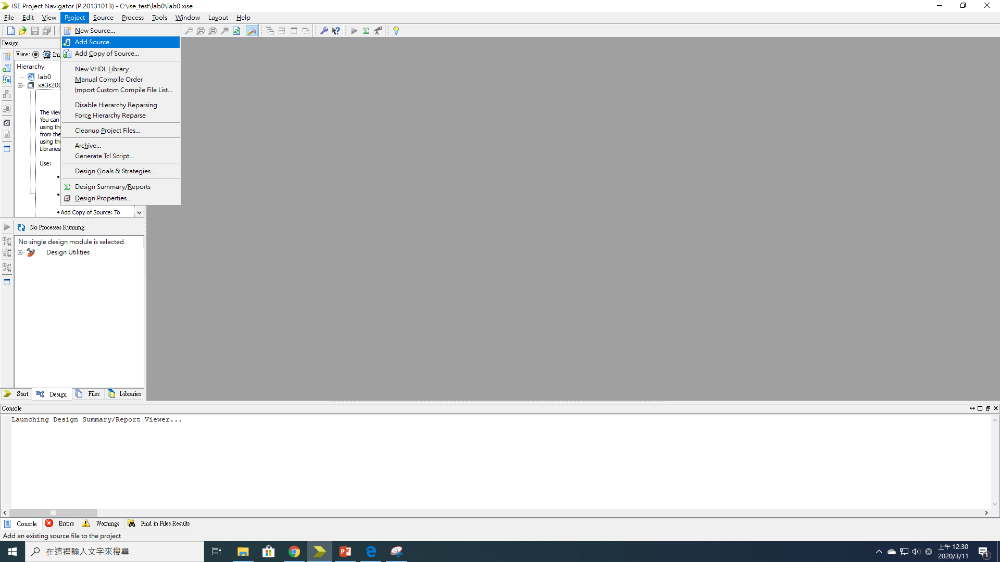 ISE Project Navigator (P.20131013) - C:\ise_test\lab0\lab0.xise
File Edit View Project Source Process Tools Window Layout Help
New Source...
Add Source...
Add Copy of Source...
New VHDL Library...
Manual Compile Order
Import Custom Compile File List...
Disable Hierarchy Reparsing
Force Hierarchy Reparse
Cleanup Project Files...
Archive...
Generate Tcl Script...
Design Goals & Strategies...
Design Summary/Reports
Design Properties...
Design
View:
Hierarchy
lab0
xa3s200
The view
You can
using the
from the
using the
Libraries
Use:
• Add Copy of Source: To
No Processes Running
No single design module is selected.
Design Utilities
Start Design Files Libraries
Console
Launching Design Summary/Report Viewer...
Console Errors Warnings Find in Files Results
Add an existing source file to the project
在這裡輸入文字來搜尋
上午 12:30
2020/3/11
1